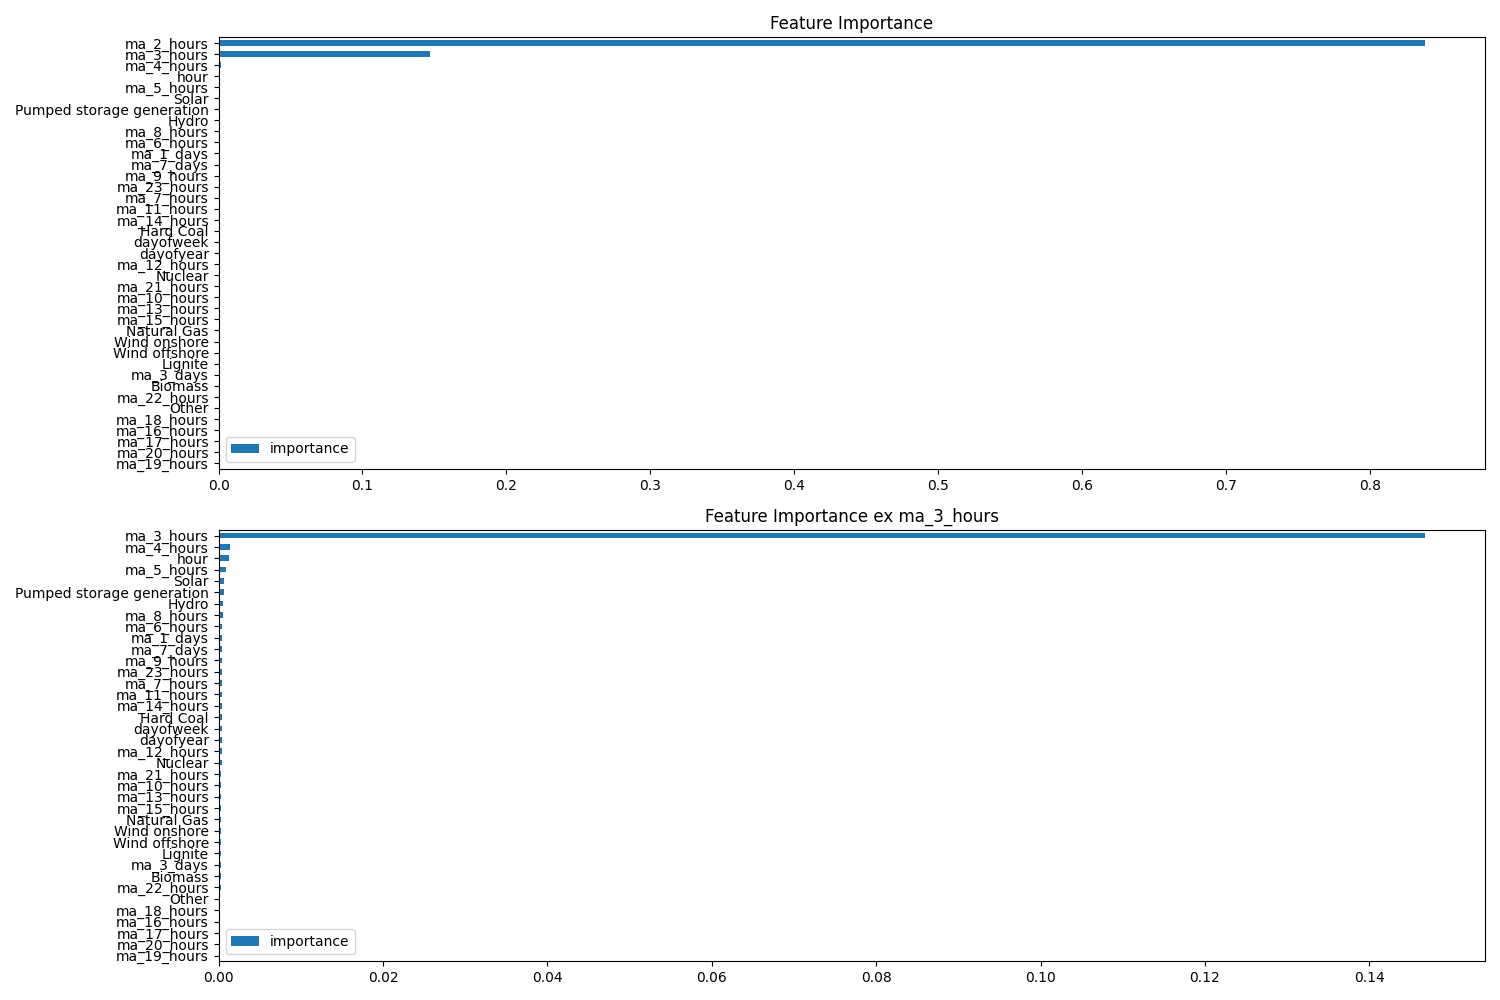 Feature Importance
ma_2_hours
ma_3_hours
ma_4_hours
hour
ma_5_hours
Solar
Pumped storage generation
Hydro
ma_8_hours
ma_6_hours
ma_1_days
ma_7_days
ma_9_hours
ma_23_hours
ma_7_hours
ma_11_hours
ma_14_hours
Hard Coal
dayofweek
dayofyear
ma_12_hours
Nuclear
ma_21_hours
ma_10_hours
ma_13_hours
ma_15_hours
Natural Gas
Wind onshore
Wind offshore
Lignite
ma_3_days
Biomass
ma_22_hours
Other
ma_18_hours
ma_16_hours
ma_17_hours
ma_20_hours
ma_19_hours
importance
0.0 0.1 0.2 0.3 0.4 0.5 0.6 0.7 0.8
Feature Importance ex ma_3_hours
ma_3_hours
ma_4_hours
hour
ma_5_hours
Solar
Pumped storage generation
Hydro
ma_8_hours
ma_6_hours
ma_1_days
ma_7_days
ma_9_hours
ma_23_hours
ma_7_hours
ma_11_hours
ma_14_hours
Hard Coal
dayofweek
dayofyear
ma_12_hours
Nuclear
ma_21_hours
ma_10_hours
ma_13_hours
ma_15_hours
Natural Gas
Wind onshore
Wind offshore
Lignite
ma_3_days
Biomass
ma_22_hours
Other
ma_18_hours
ma_16_hours
ma_17_hours
ma_20_hours
ma_19_hours
importance
0.00 0.02 0.04 0.06 0.08 0.10 0.12 0.14